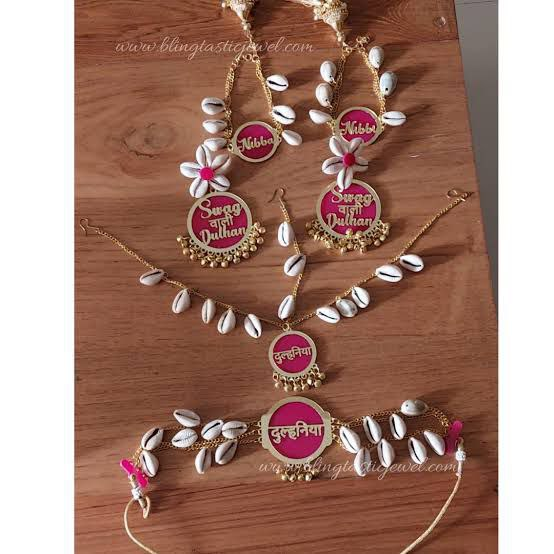 www.blingtasticjewel.com
Nibba
Nibbi
Swag
वाली
Dulhan
Swag
वाली
Dulhan
दुल्हनिया
दुल्हनिया
www.blingtasticjewel.com